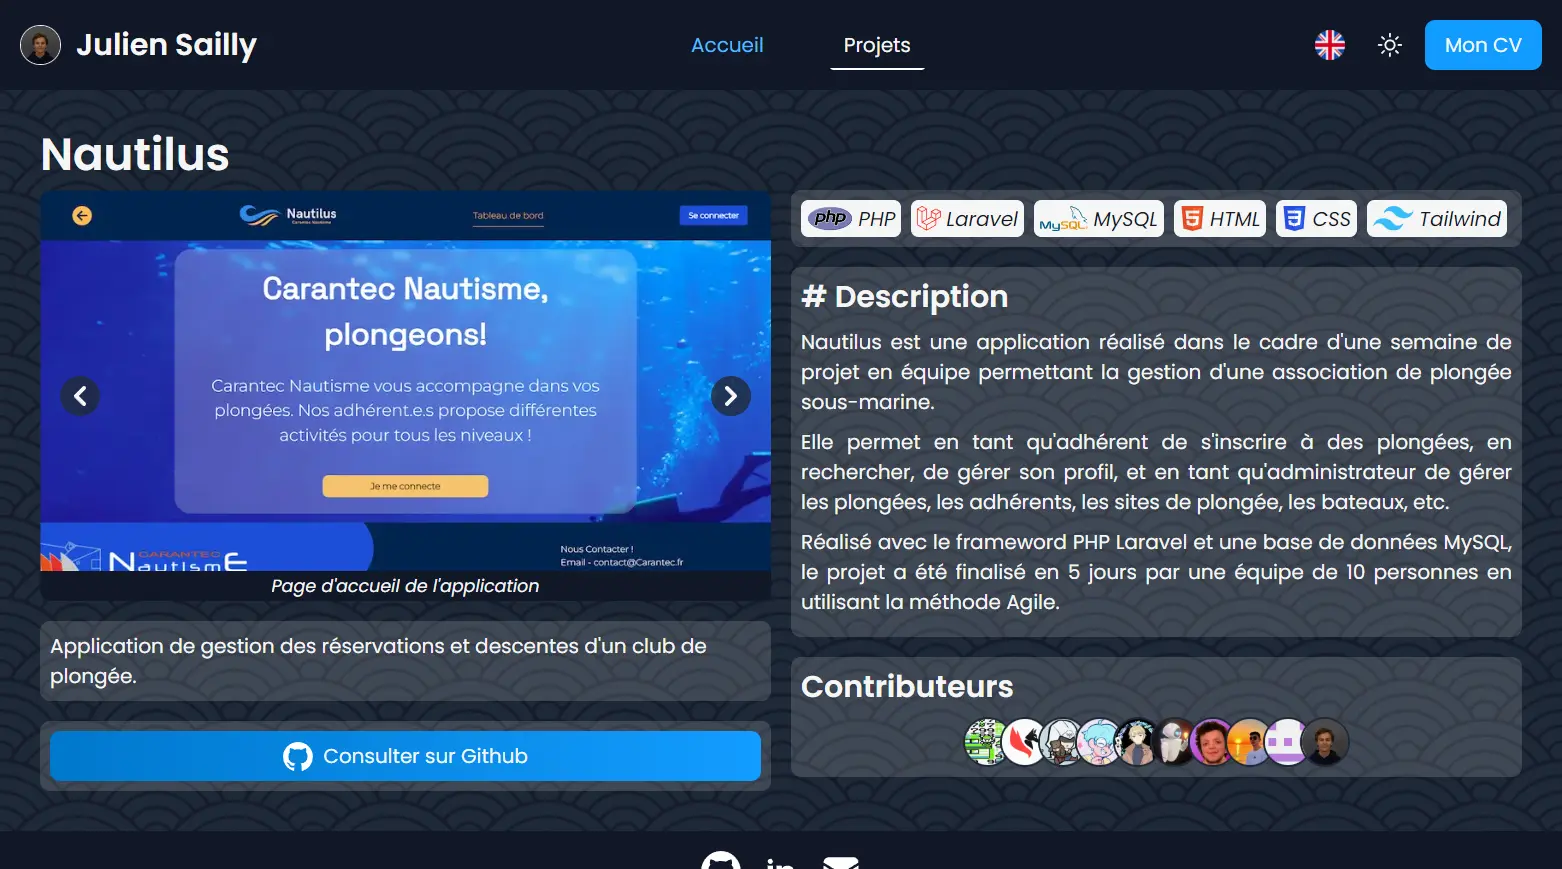 Julien Sailly
Accueil
Projets
Mon CV
Nautilus
Nautilus
Carantec Nautisme
Tableau de bord
Se connecter
Carantec Nautisme,
plongeons!
Carantec Nautisme vous accompagne dans vos
plongées. Nos adhérent.e.s propose différentes
activités pour tous les niveaux !
Je me connecte
CARANTEC
NautismE
Nous Contacter !
Email - contact@Carantec.fr
Page d'accueil de l'application
Application de gestion des réservations et descentes d'un club de
plongée.
Consulter sur Github
php PHP
Laravel
MySQL MySQL
HTML
CSS
Tailwind
# Description
Nautilus est une application réalisé dans le cadre d'une semaine de
projet en équipe permettant la gestion d'une association de plongée
sous-marine.
Elle permet en tant qu'adhérent de s'inscrire à des plongées, en
rechercher, de gérer son profil, et en tant qu'administrateur de gérer
les plongées, les adhérents, les sites de plongée, les bateaux, etc.
Réalisé avec le frameword PHP Laravel et une base de données MySQL,
le projet a été finalisé en 5 jours par une équipe de 10 personnes en
utilisant la méthode Agile.
Contributeurs
in